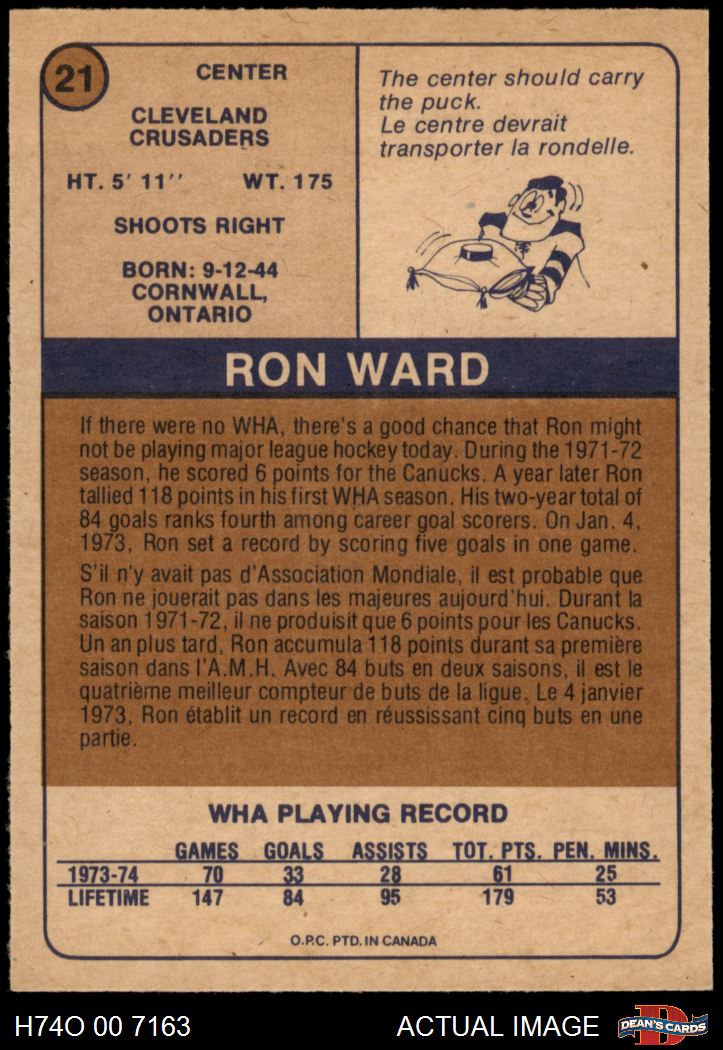 21
CENTER
CLEVELAND
CRUSADERS
HT. 5' 11'' WT. 175
SHOOTS RIGHT
BORN: 9-12-44
CORNWALL,
ONTARIO
The center should carry
the puck.
Le centre devrait
transporter la rondelle.
RON WARD
If there were no WHA, there's a good chance that Ron might
not be playing major league hockey today. During the 1971-72
season, he scored 6 points for the Canucks. A year later Ron
tallied 118 points in his first WHA season. His two-year total of
84 goals ranks fourth among career goal scorers. On Jan. 4,
1973, Ron set a record by scoring five goals in one game.
S'il n'y avait pas d'Association Mondiale, il est probable que
Ron ne jouerait pas dans les majeures aujourd'hui. Durant la
saison 1971-72, il ne produisit que 6 points pour les Canucks.
Un an plus tard, Ron accumula 118 points durant sa première
saison dans l'A.M.H. Avec 84 buts en deux saisons, il est le
quatrième meilleur compteur de buts de la ligue. Le 4 janvier
1973, Ron établit un record en réussissant cinq buts en une
partie.
WHA PLAYING RECORD
GAMES GOALS ASSISTS TOT. PTS. PEN. MINS.
1973-74 70 33 28 61 25
LIFETIME 147 84 95 179 53
O.P.C. PTD. IN CANADA
H74O 00 7163 ACTUAL IMAGE
D
DEAN'S CARDS